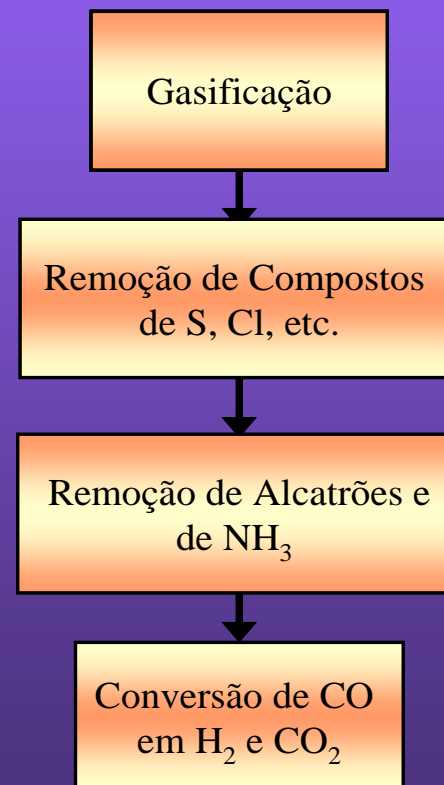 Gasificação
Remoção de Compostos
de S, Cl, etc.
Remoção de Alcatrões e
de NH₃
Conversão de CO
em H₂ e CO₂